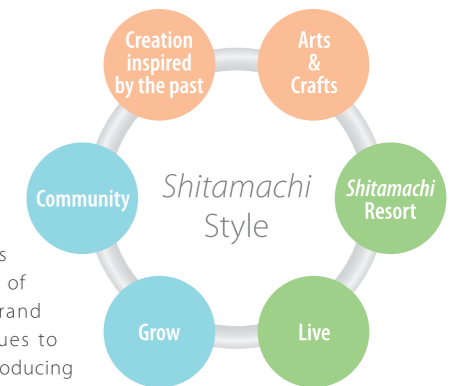 Creation
inspired
by the past
Arts
&
Crafts
Community
Shitamachi
Style
Shitamachi
Resort
Grow
Live
s
of
rand
ues to
oducing